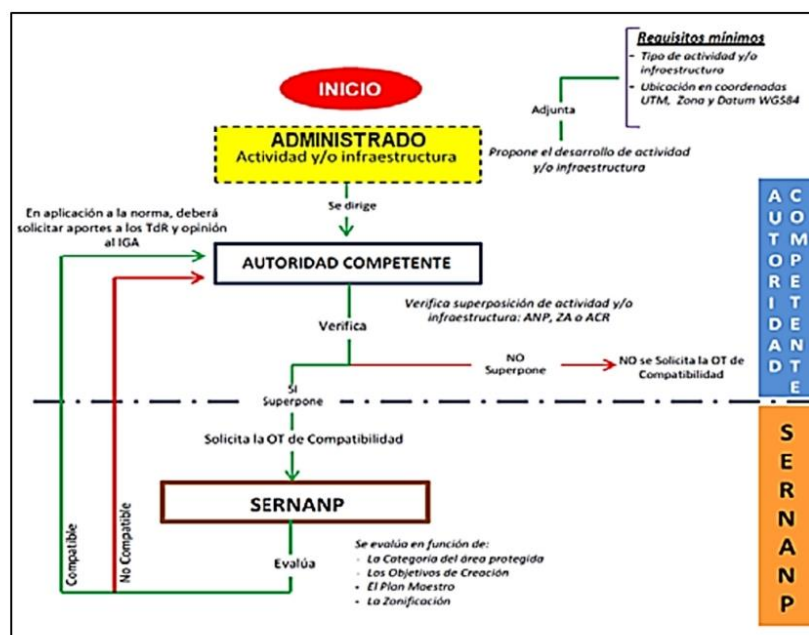 Requisitos mínimos
- Tipo de actividad y/o
infraestructura
- Ubicación en coordenadas
UTM, Zona y Datum WGS84
INICIO
Adjunta
ADMINISTRADO
Actividad y/o infraestructura
Propone el desarrollo de actividad
y/o infraestructura
Se dirige
En aplicación a la norma, deberá
solicitar aportes a los TdR y opinión
al IGA
AUTORIDAD COMPETENTE
Verifica superposición de actividad y/o
infraestructura: ANP, ZA o ACR
Verifica
NO
Superpone
NO se Solicita la OT de
Compatibilidad
SI
Superpone
AUTORIDAD
COMPETENTE
Solicita la OT de Compatibilidad
SERNANP
Evalúa
Se evalúa en función de:
- La Categoría del área protegida
- Los Objetivos de Creación
• El Plan Maestro
• La Zonificación
Compatible
No Compatible
SERNANP